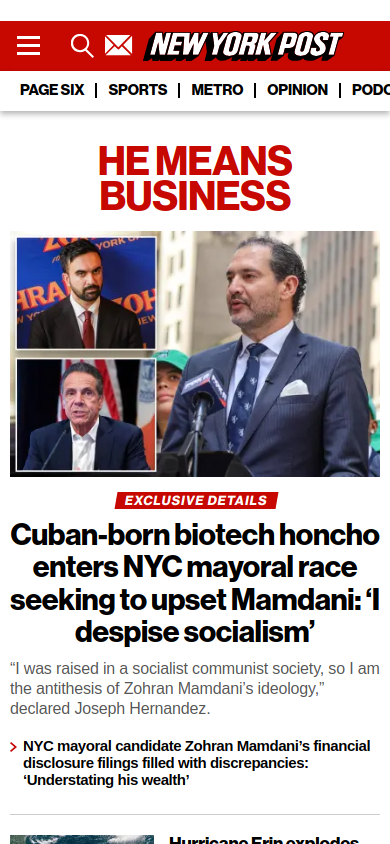 NEW YORK POST
PAGE SIX
SPORTS
METRO
OPINION
PODC
HE MEANS
BUSINESS
EXCLUSIVE DETAILS
Cuban-born biotech honcho
enters NYC mayoral race
seeking to upset Mamdani: ‘I
despise socialism’
“I was raised in a socialist communist society, so I am
the antithesis of Zohran Mamdani’s ideology,”
declared Joseph Hernandez.
NYC mayoral candidate Zohran Mamdani’s financial
disclosure filings filled with discrepancies:
‘Understating his wealth’
Hurricane Erin explodes